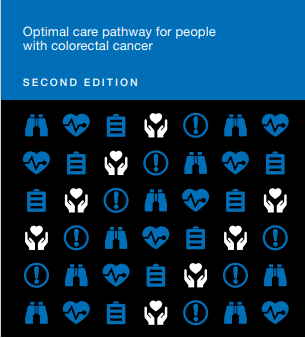 Optimal care pathway for people
with colorectal cancer
SECOND EDITION